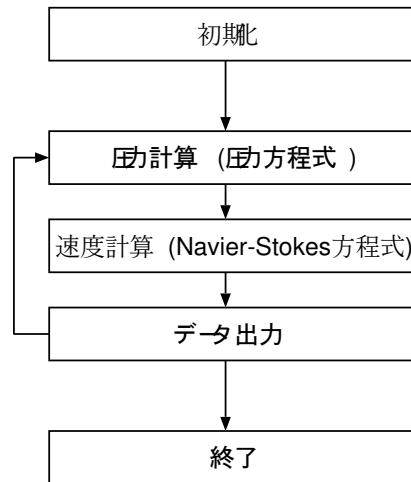 初期化
圧力計算 (圧力方程式 )
速度計算 (Navier-Stokes方程式)
データ出力
終了